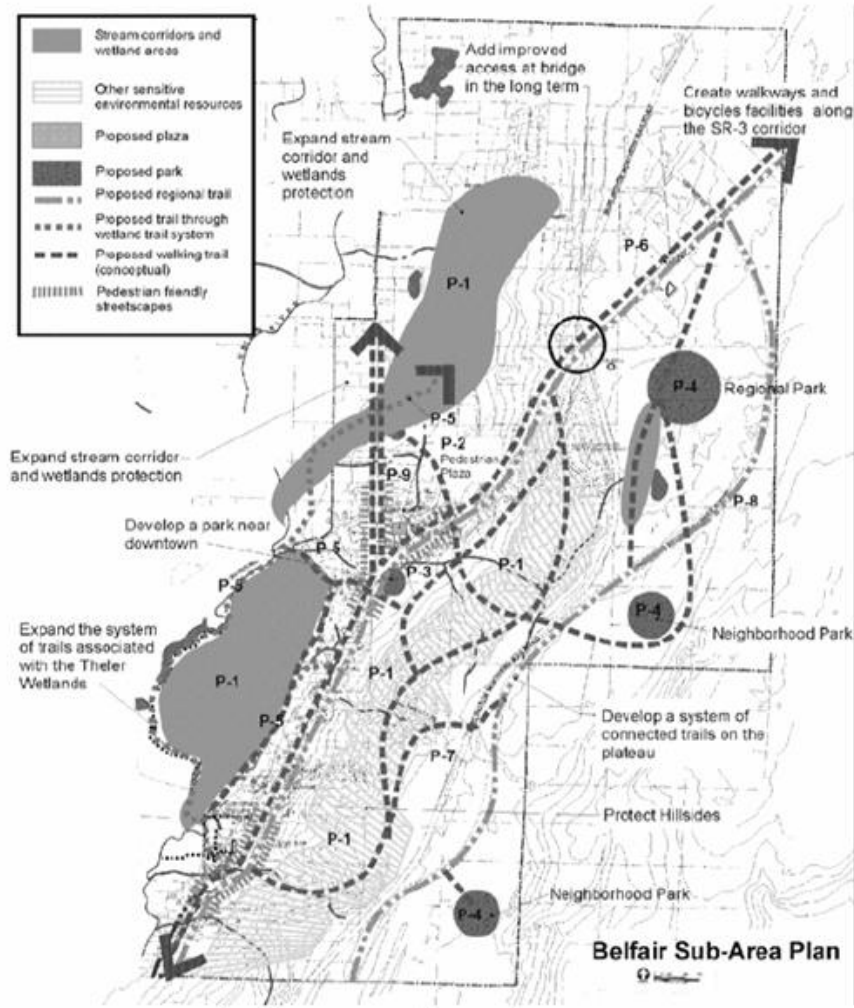 Stream corridors and
wetland areas
Other sensitive
environmental resources
Proposed plaza
Proposed park
Proposed regional trail
Proposed trail through
wetland trail system
Proposed walking trail
(conceptual)
Pedestrian friendly
streetscapes
Add improved
access at bridge
in the long term
Create walkways and
bicycles facilities along
the SR-3 corridor
Expand stream
corridor and
wetlands
protection
P-6
P-1
P-4
Regional Park
P-5
P-2
Pedestrian
Plaza
Expand stream corridor
and wetlands protection
P-9
P-8
Develop a park near
downtown
P-5
P-3
P-1
P-5
P-4
Neighborhood Park
Expand the system
of trails associated
with the Theler
Wetlands
P-1
P-1
P-5
Develop a system of
connected trails on the
plateau
P-7
Protect Hillsides
P-1
Neighborhood Park
P-4
Belfair Sub-Area Plan